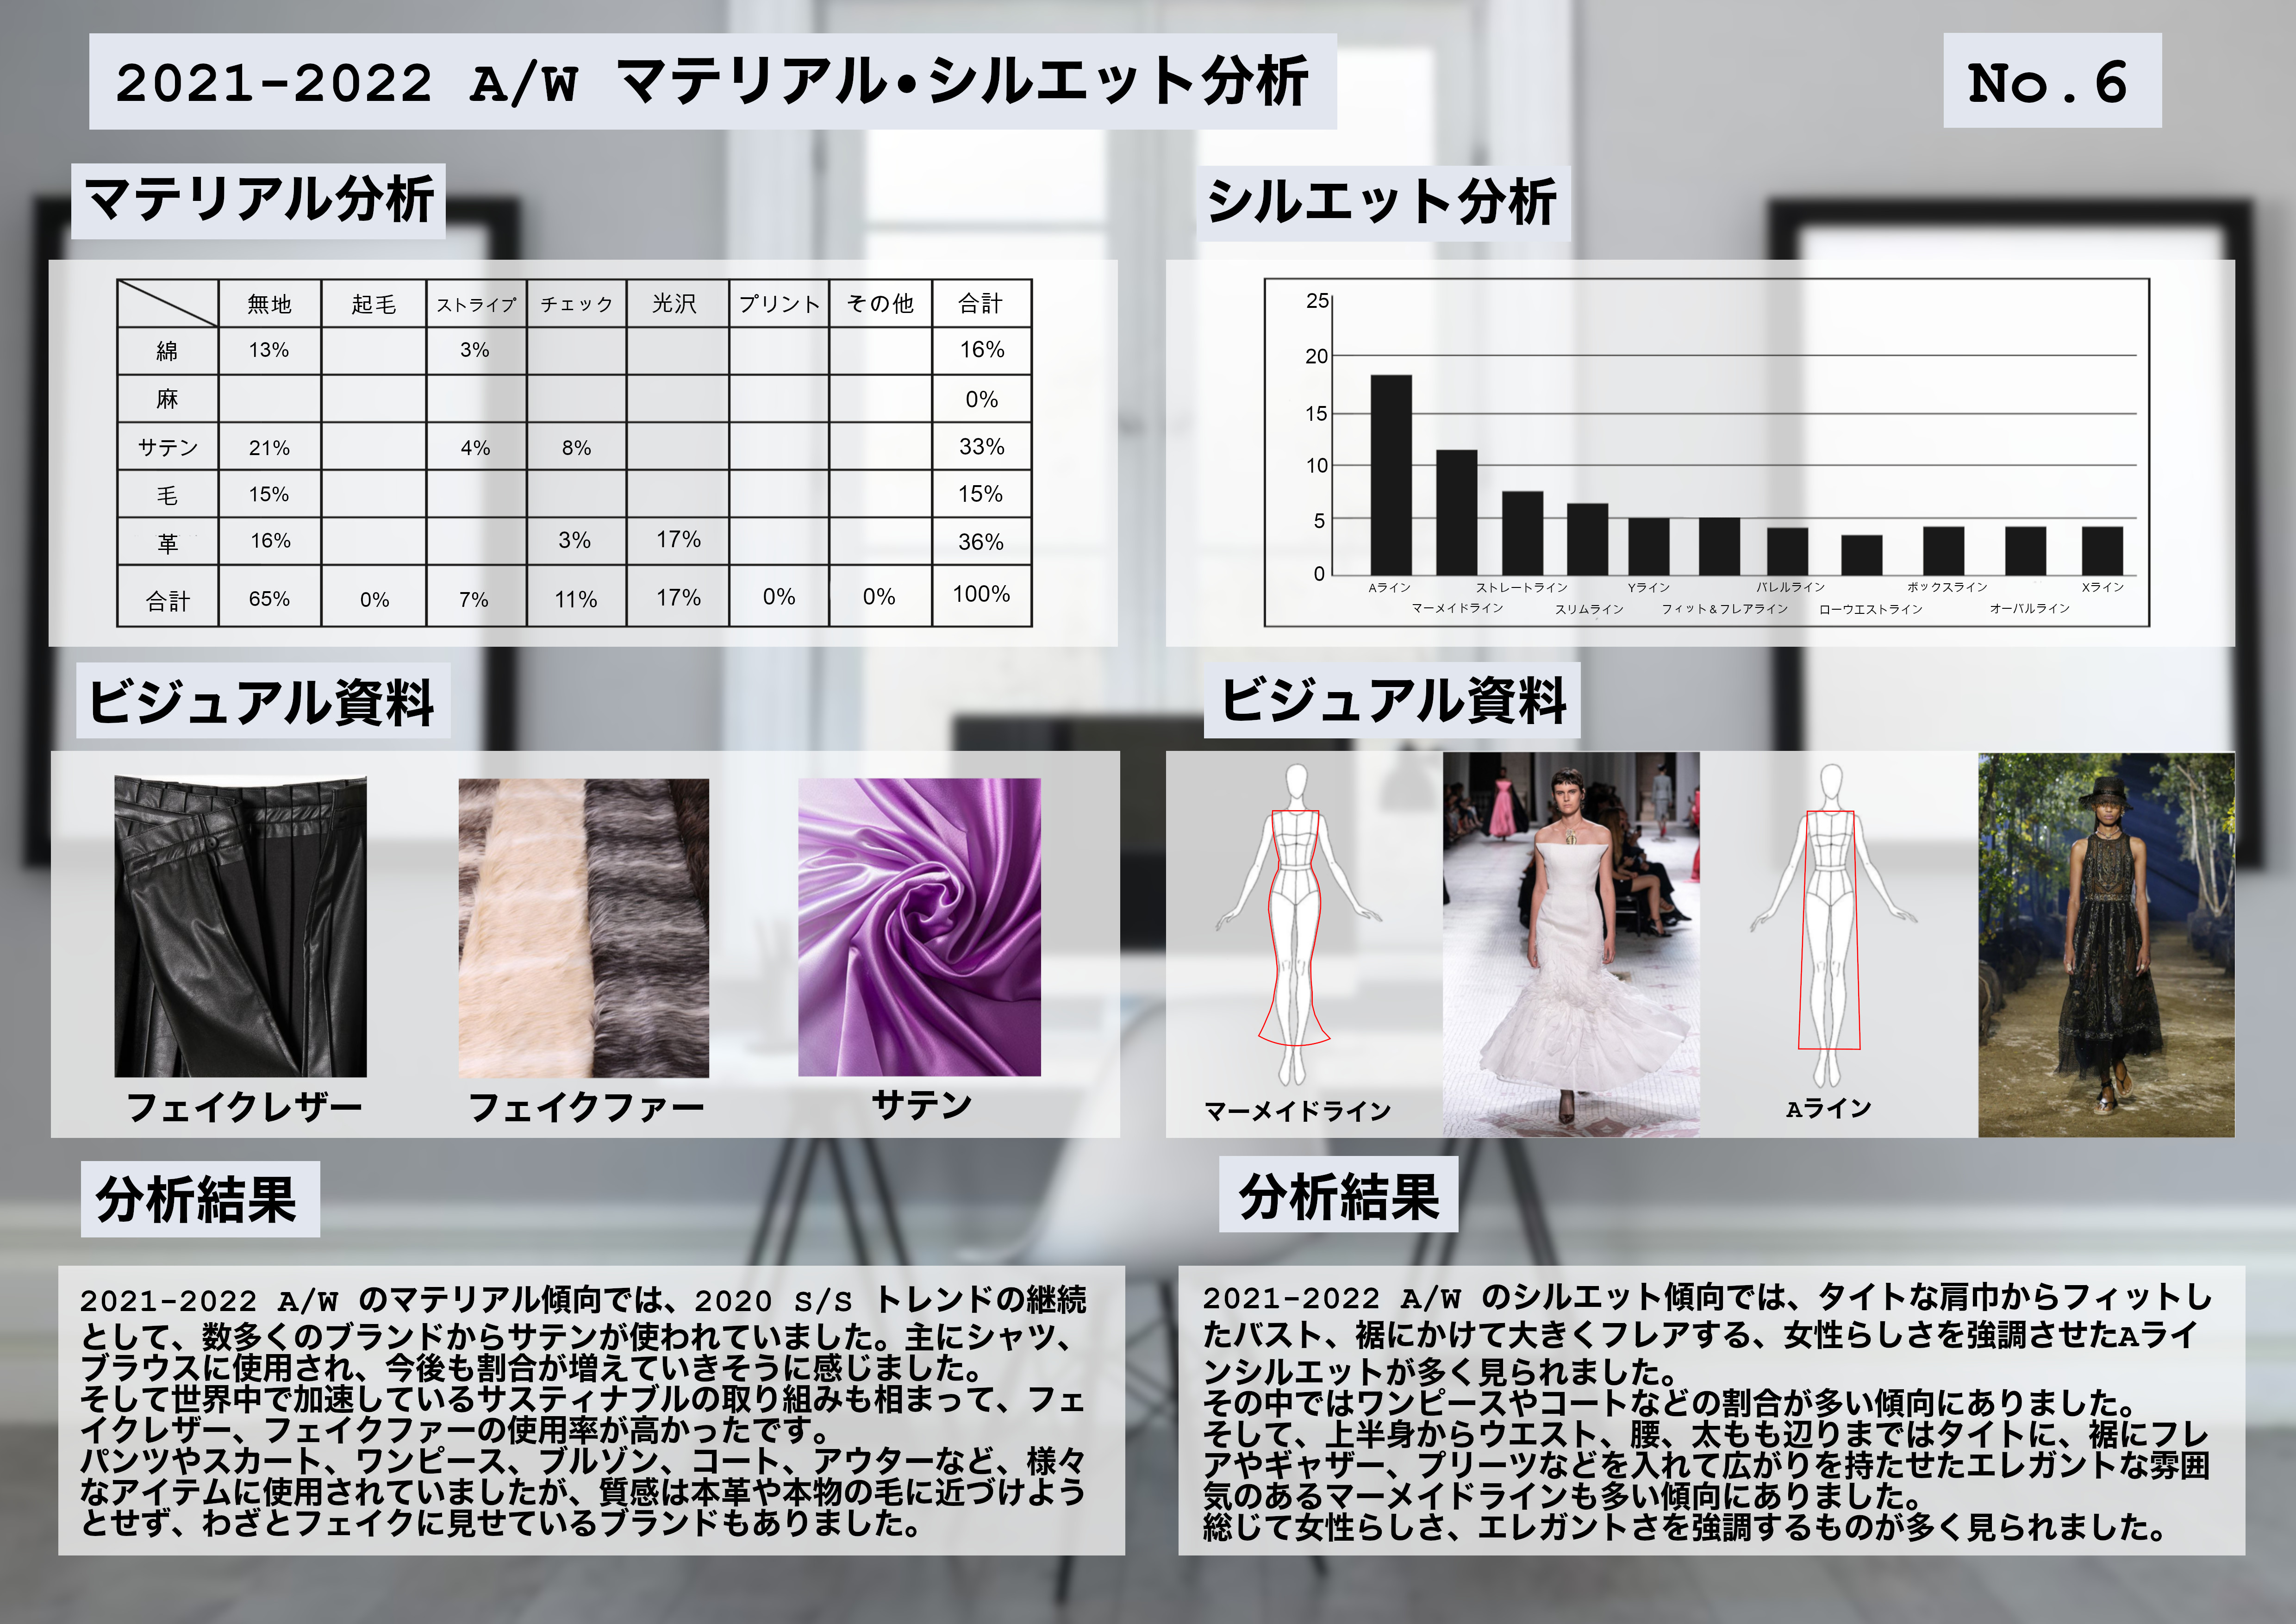 2021-2022 A/W マテリアル•シルエット分析
No.6
マテリアル分析
無地 起毛 ストライプ チェック 光沢 プリント その他 合計
綿 13% 3% 16%
麻 0%
サテン 21% 4% 8% 33%
毛 15% 15%
革 16% 3% 17% 36%
合計 65% 0% 7% 11% 17% 0% 0% 100%
シルエット分析
25
20
15
10
5
0
Aライン ストレートライン Yライン バレルライン ボックスライン Xライン
マーメイドライン スリムライン フィット&フレアライン ローウエストライン オーバルライン
ビジュアル資料
フェイクレザー フェイクファー サテン
ビジュアル資料
マーメイドライン Aライン
分析結果
2021-2022 A/W のマテリアル傾向では、2020 S/S トレンドの継続
として、数多くのブランドからサテンが使われていました。主にシャツ、
ブラウスに使用され、今後も割合が増えていきそうに感じました。
そして世界中で加速しているサスティナブルの取り組みも相まって、フェ
イクレザー、フェイクファーの使用率が高かったです。
パンツやスカート、ワンピース、ブルゾン、コート、アウターなど、様々
なアイテムに使用されていましたが、質感は本革や本物の毛に近づけよう
とせず、わざとフェイクに見せているブランドもありました。
分析結果
2021-2022 A/W のシルエット傾向では、タイトな肩巾からフィットし
たバスト、裾にかけて大きくフレアする、女性らしさを強調させたAライ
ンシルエットが多く見られました。
その中ではワンピースやコートなどの割合が多い傾向にありました。
そして、上半身からウエスト、腰、太もも辺りまではタイトに、裾にフレ
アやギャザー、プリーツなどを入れて広がりを持たせたエレガントな雰囲
気のあるマーメイドラインも多い傾向にありました。
総じて女性らしさ、エレガントさを強調するものが多く見られました。